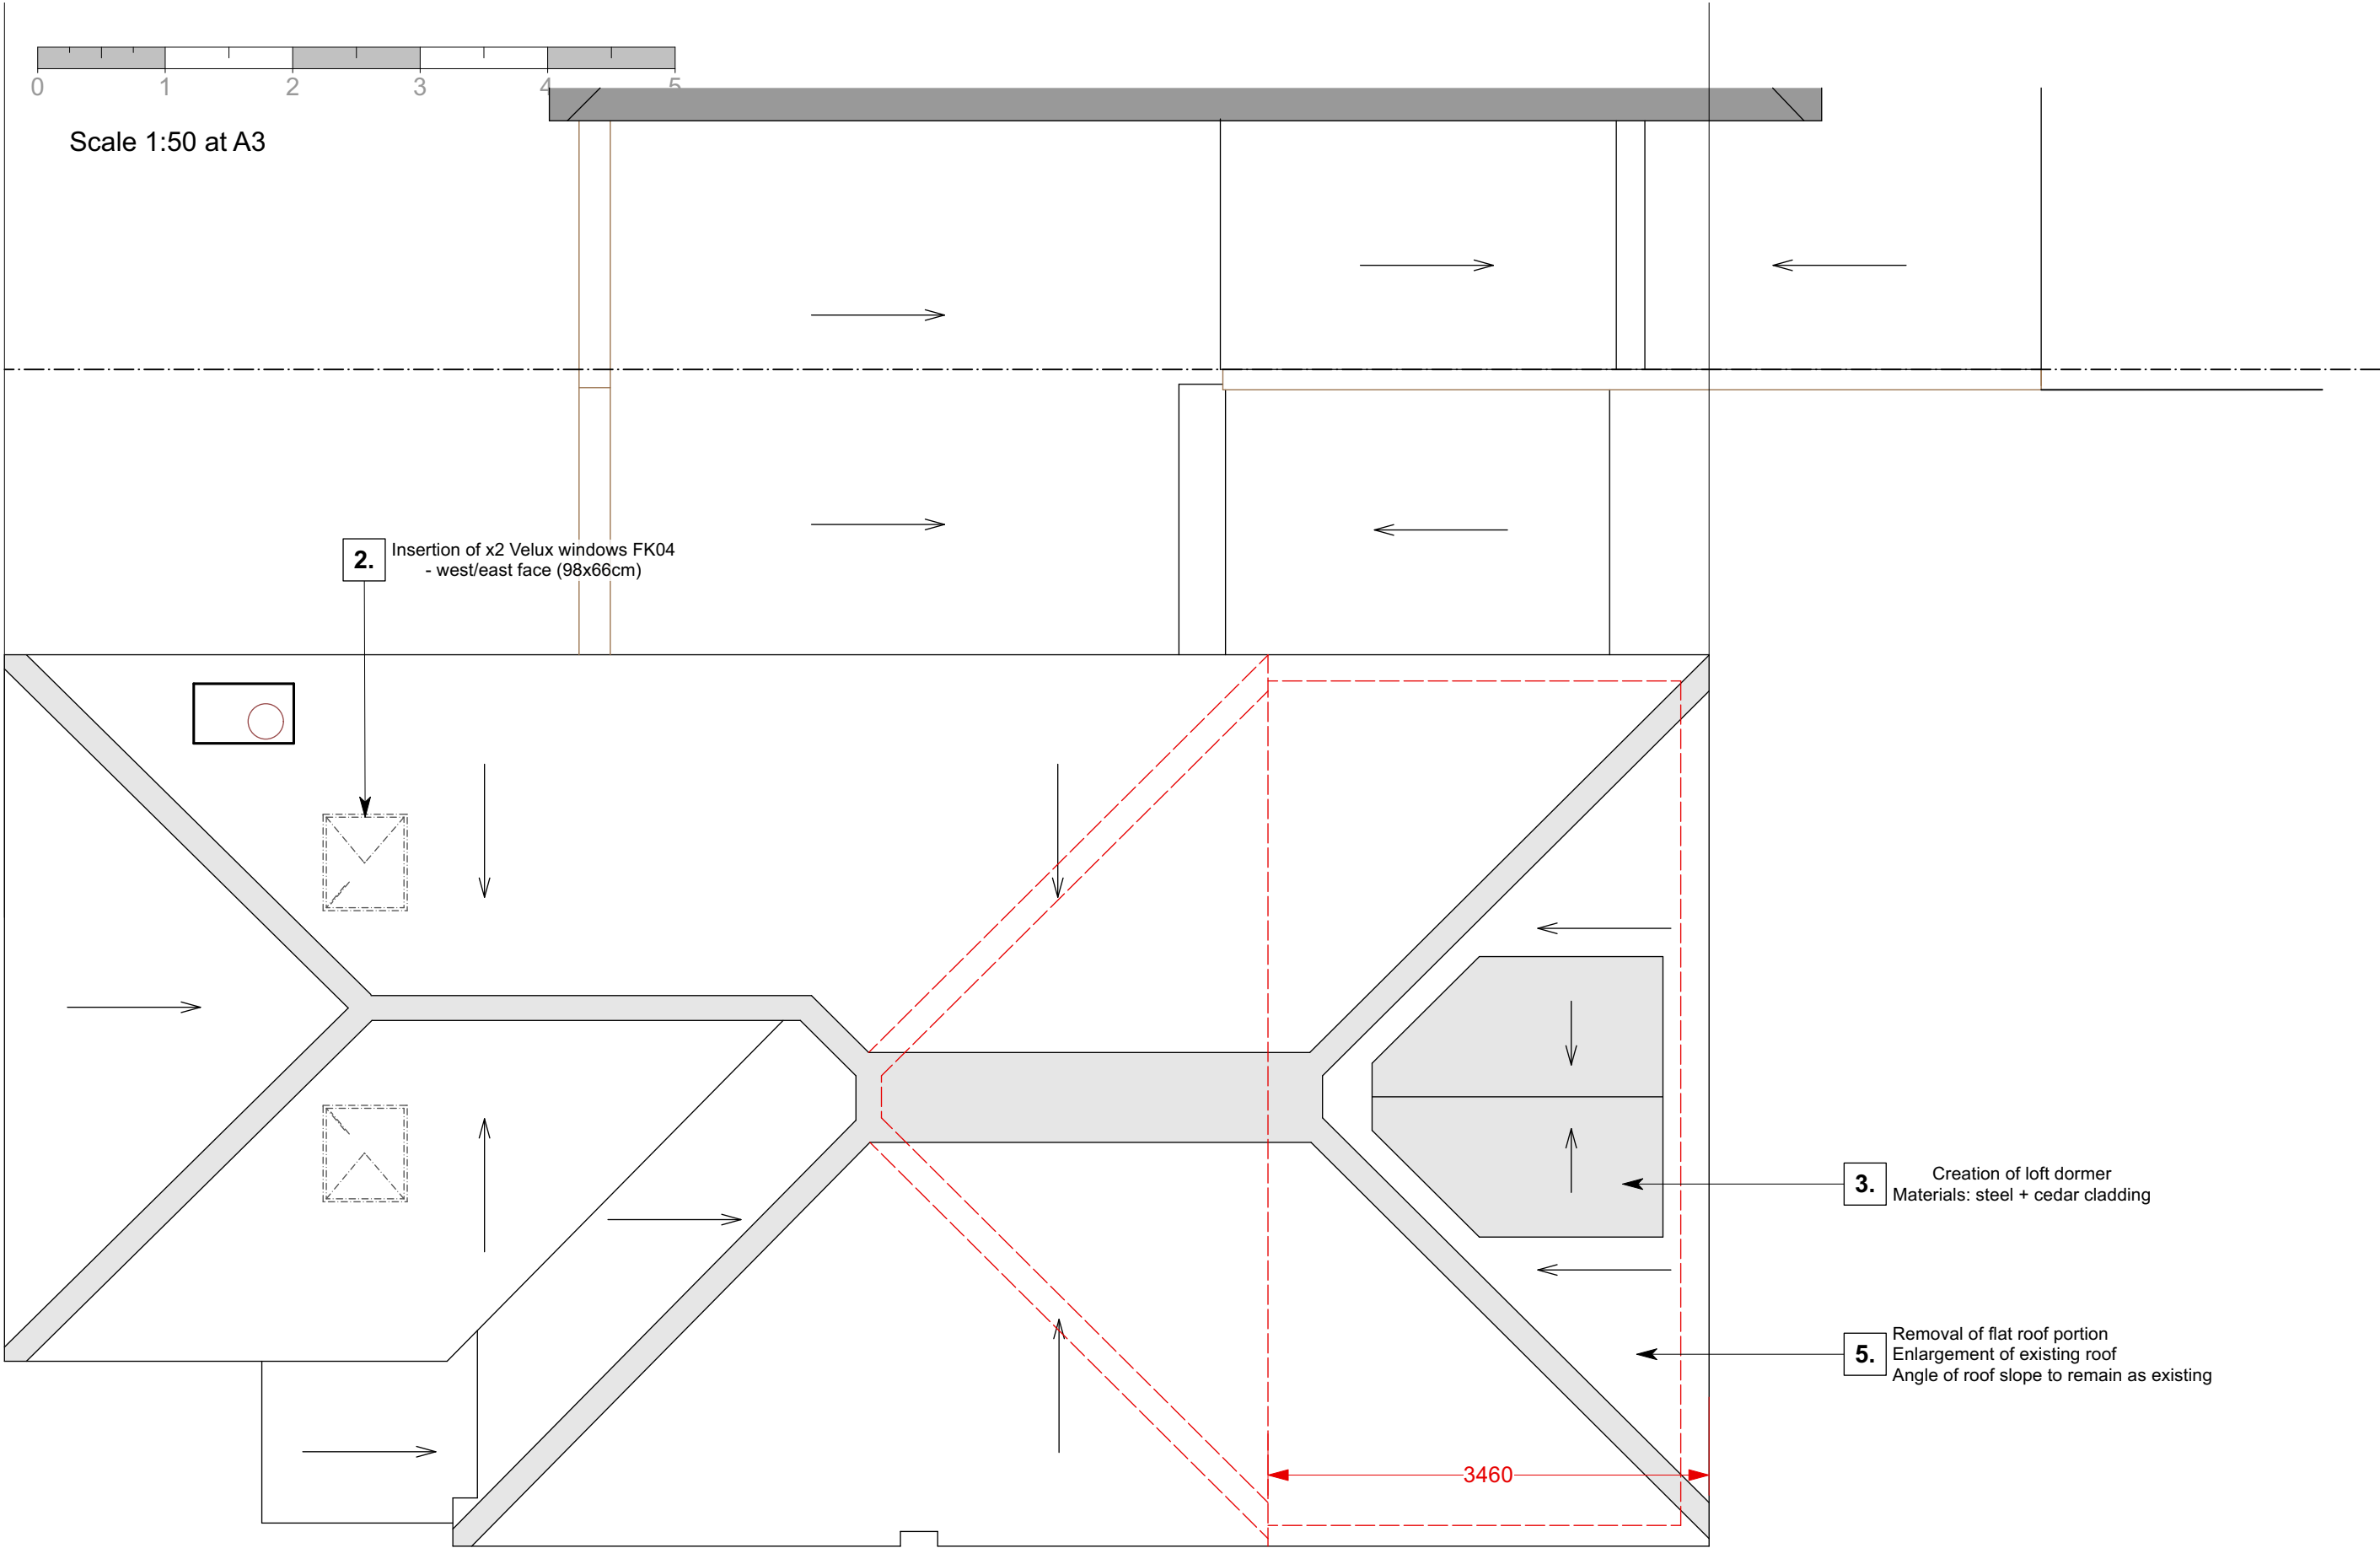 0 1 2 3 4 5
Scale 1:50 at A3
2.
Insertion of x2 Velux windows FK04
- west/east face (98x66cm)
3.
Creation of loft dormer
Materials: steel + cedar cladding
5.
Removal of flat roof portion
Enlargement of existing roof
Angle of roof slope to remain as existing
3460